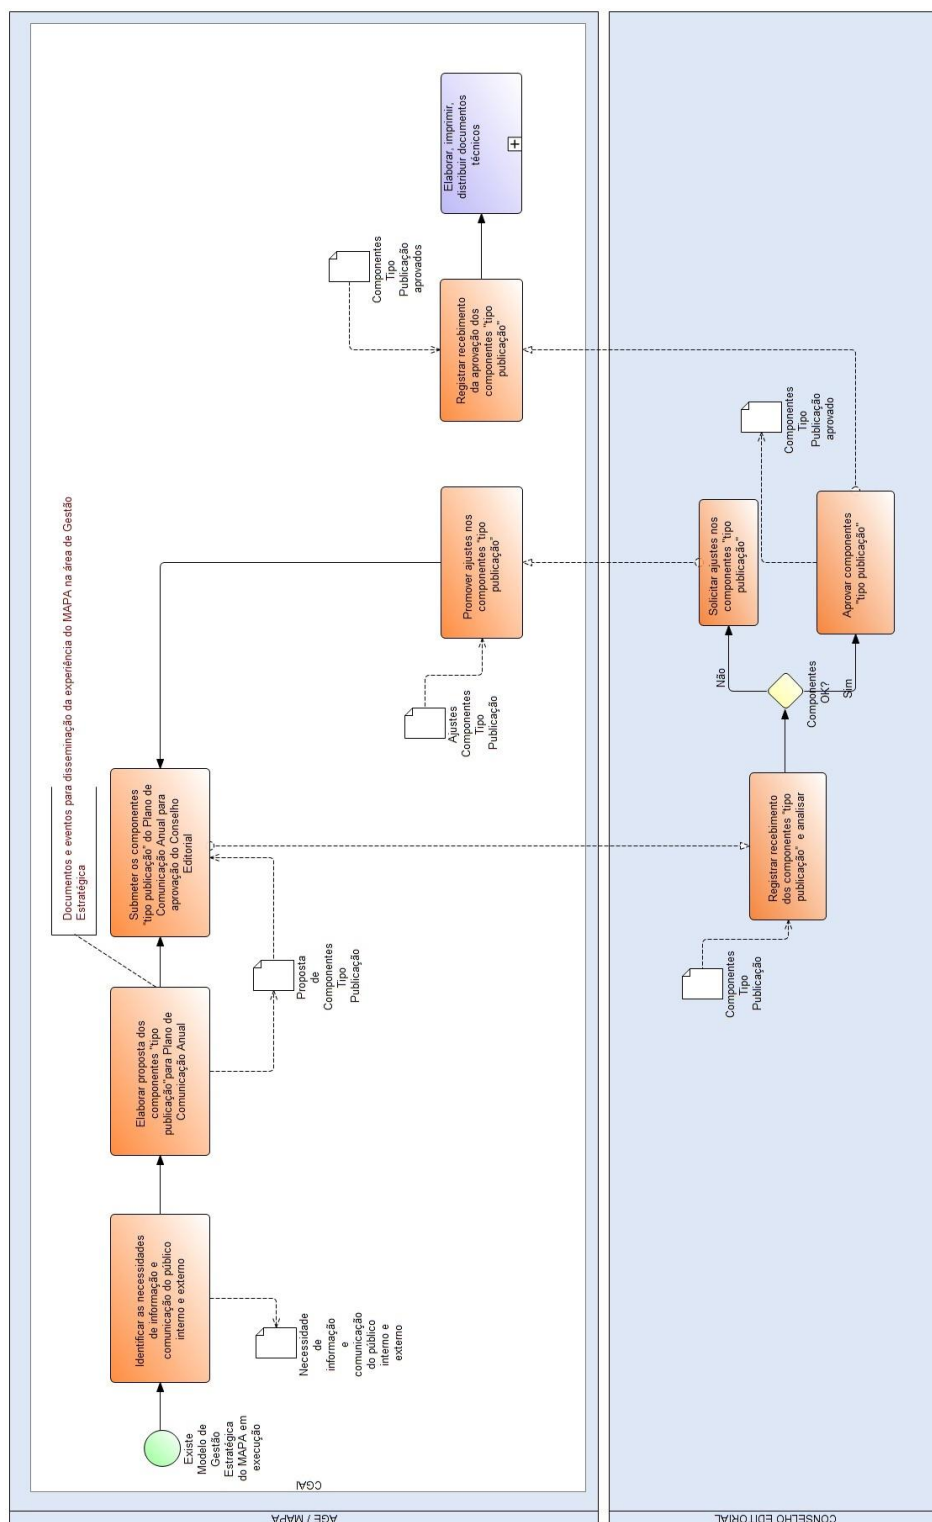 AGE / MAPA
CGAI
Existe
Modelo de
Gestão
Estratégica
do MAPA em
execução
Identificar as necessidades
de informação e
comunicação do público
interno e externo
Necessidade
de
informação
e
comunicação
do público
interno e
externo
Elaborar proposta dos
componentes "tipo
publicação"para Plano de
Comunicação Anual
Documentos e eventos para disseminação da experiência do MAPA na área de Gestão
Estratégica
Proposta
de
Componentes
Tipo
Publicação
Submeter os componentes
"tipo publicação" do Plano de
Comunicação Anual para
aprovação do Conselho
Editorial
Ajustes
Componentes
Tipo
Publicação
Promover ajustes nos
componentes "tipo
publicação"
Registrar recebimento
da aprovação dos
componentes "tipo
publicação"
Componentes
Tipo
Publicação
aprovados
Elaborar, imprimir,
distribuir documentos
técnicos
CONSELHO EDITORIAL
Componentes
Tipo
Publicação
Registrar recebimento
dos componentes "tipo
publicação" e analisar
Componentes
OK?
Não
Sim
Solicitar ajustes nos
componentes "tipo
publicação"
Aprovar componentes
"tipo publicação"
Componentes
Tipo
Publicação
aprovado